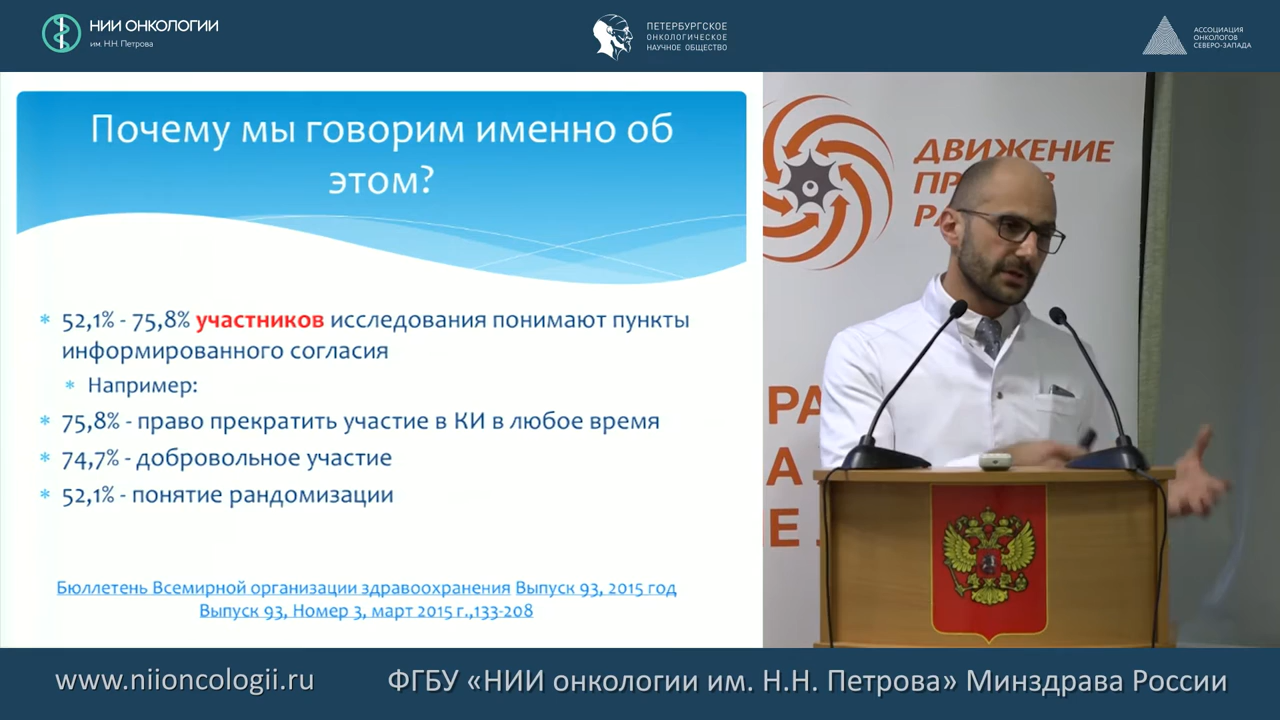 НИИ ОНКОЛОГИИ
им. Н.Н. Петрова
ПЕТЕРБУРГСКОЕ
ОНКОЛОГИЧЕСКОЕ
НАУЧНОЕ ОБЩЕСТВО
АССОЦИАЦИЯ
ОНКОЛОГОВ
СЕВЕРО-ЗАПАДА
Почему мы говорим именно об
этом?
* 52,1% - 75,8% участников исследования понимают пункты
информированного согласия
* Например:
* 75,8% - право прекратить участие в КИ в любое время
* 74,7% - добровольное участие
* 52,1% - понятие рандомизации
Бюллетень Всемирной организации здравоохранения Выпуск 93, 2015 год
Выпуск 93, Номер 3, март 2015 г.,133-208
ДВИЖЕНИЕ
www.niioncologii.ru
ФГБУ «НИИ онкологии им. Н.Н. Петрова» Минздрава России